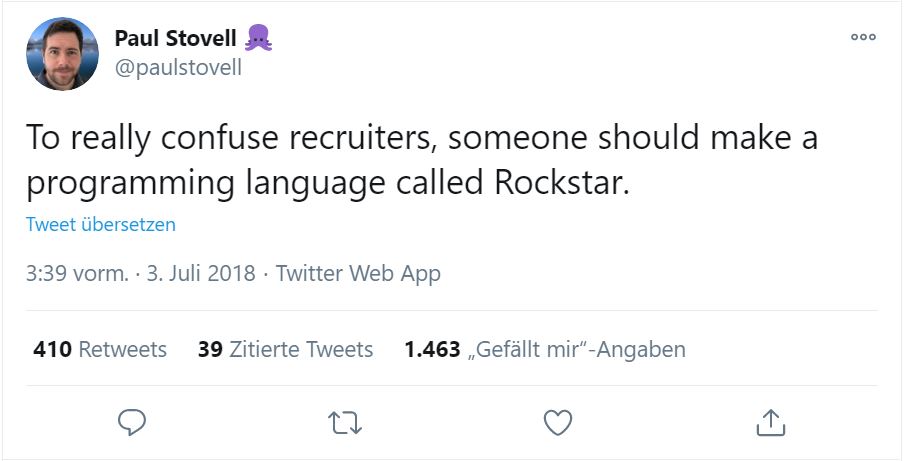 Paul Stovell 🐙
@paulstovell
To really confuse recruiters, someone should make a
programming language called Rockstar.
Tweet übersetzen
3:39 vorm. · 3. Juli 2018 · Twitter Web App
410 Retweets 39 Zitierte Tweets 1.463 „Gefällt mir“-Angaben